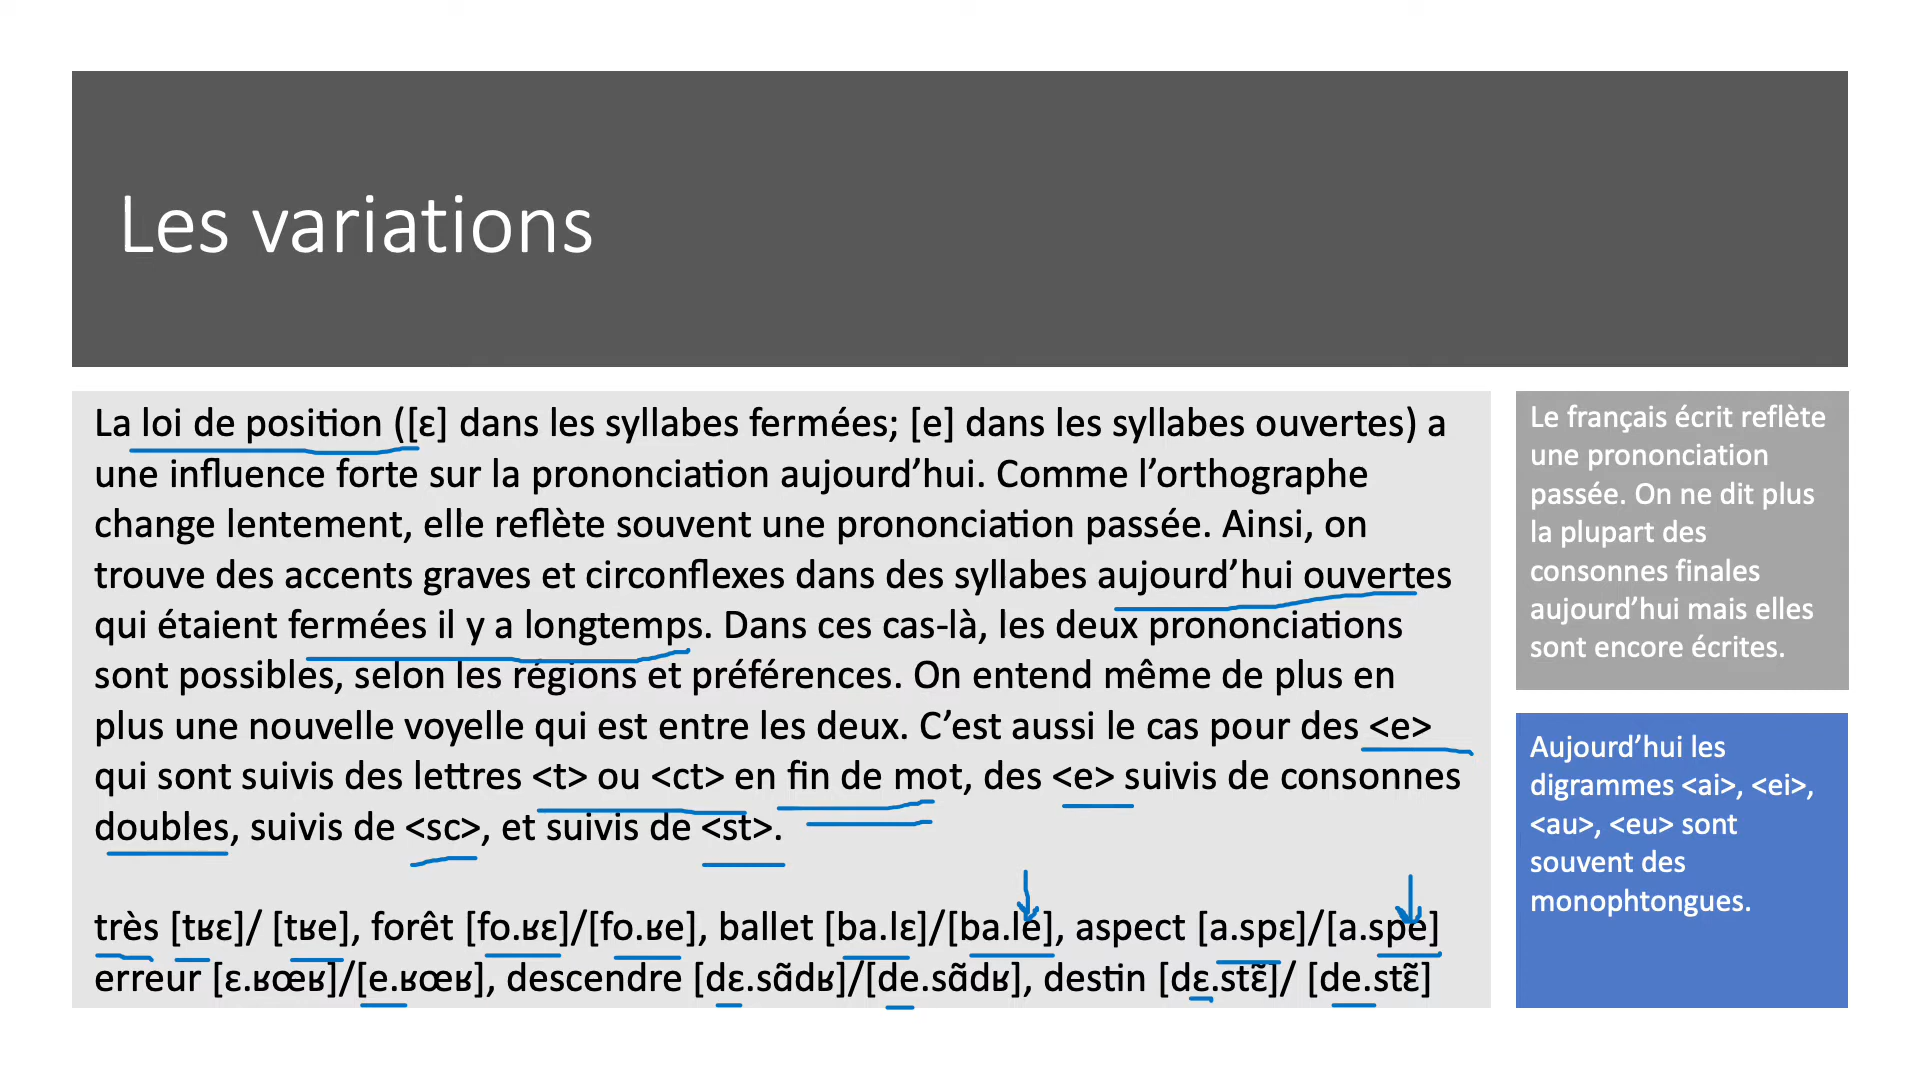 Les variations
La loi de position ([ɛ] dans les syllabes fermées; [e] dans les syllabes ouvertes) a
une influence forte sur la prononciation aujourd’hui. Comme l’orthographe
change lentement, elle reflète souvent une prononciation passée. Ainsi, on
trouve des accents graves et circonflexes dans des syllabes aujourd’hui ouvertes
qui étaient fermées il y a longtemps. Dans ces cas-là, les deux prononciations
sont possibles, selon les régions et préférences. On entend même de plus en
plus une nouvelle voyelle qui est entre les deux. C’est aussi le cas pour des <e>
qui sont suivis des lettres <t> ou <ct> en fin de mot, des <e> suivis de consonnes
doubles, suivis de <sc>, et suivis de <st>.
très [tʁɛ]/ [tʁe], forêt [fo.ʁɛ]/[fo.ʁe], ballet [ba.lɛ]/[ba.le], aspect [a.spɛ]/[a.spe]
erreur [ɛ.ʁœʁ]/[e.ʁœʁ], descendre [dɛ.sɑ̃dʁ]/[de.sɑ̃dʁ], destin [dɛ.stɛ̃]/ [de.stɛ̃]
Le français écrit reflète
une prononciation
passée. On ne dit plus
la plupart des
consonnes finales
aujourd’hui mais elles
sont encore écrites.
Aujourd’hui les
digrammes <ai>, <ei>,
<au>, <eu> sont
souvent des
monophtongues.